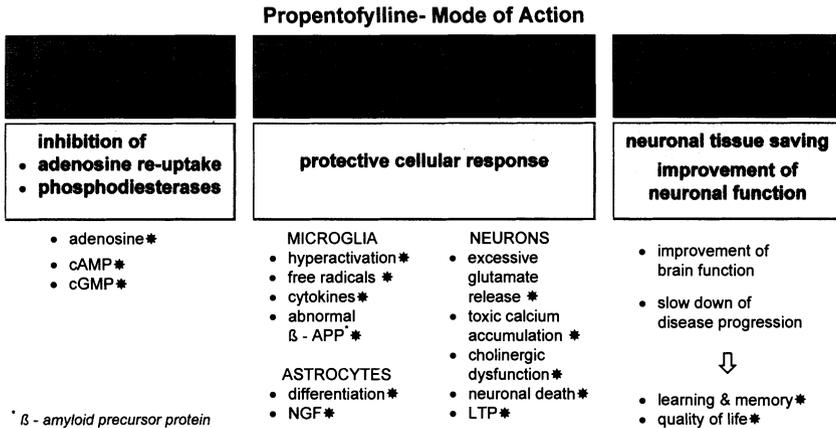 Propentofylline- Mode of Action
inhibition of
• adenosine re-uptake
• phosphodiesterases
• adenosine✸
• cAMP✸
• cGMP✸
* ß - amyloid precursor protein
protective cellular response
MICROGLIA
• hyperactivation✸
• free radicals ✸
• cytokines✸
• abnormal
ß - APP*✸
ASTROCYTES
• differentiation✸
• NGF✸
NEURONS
• excessive
glutamate
release ✸
• toxic calcium
accumulation ✸
• cholinergic
dysfunction✸
• neuronal death✸
• LTP✸
neuronal tissue saving
improvement of
neuronal function
• improvement of
brain function
• slow down of
disease progression
• learning & memory✸
• quality of life✸